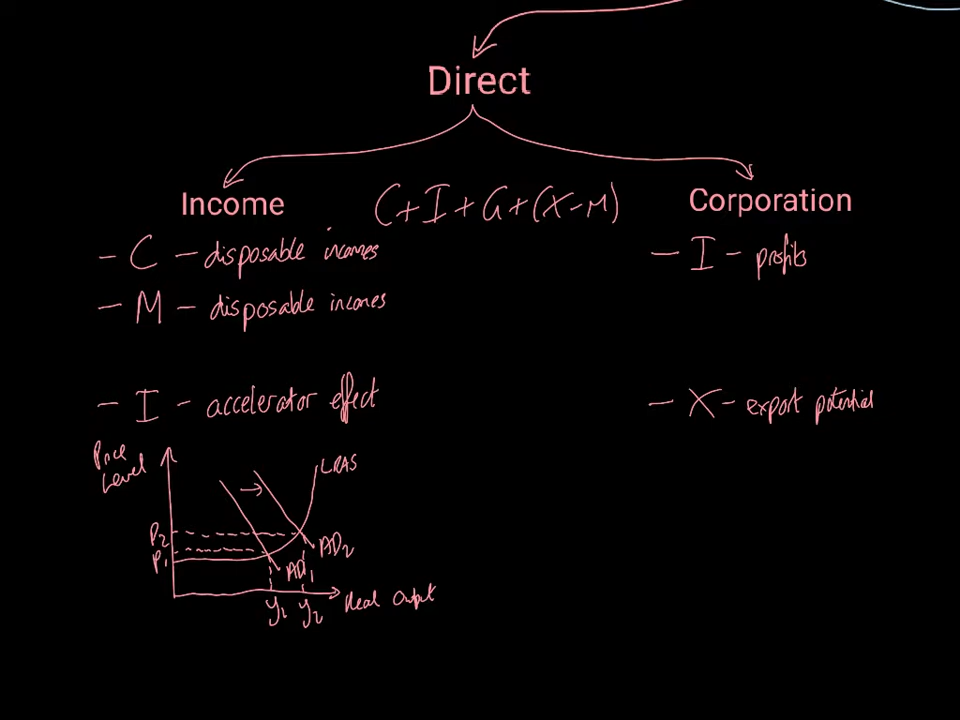 Direct
Income
C+I+G+(X-M)
Corporation
- C - disposable incomes
- I - profits
- M - disposable incomes
- I - accelerator effect
- X - export potential
Price
Level
LRAS
P2
P1
AD2
AD1
Real Output
y1 y2